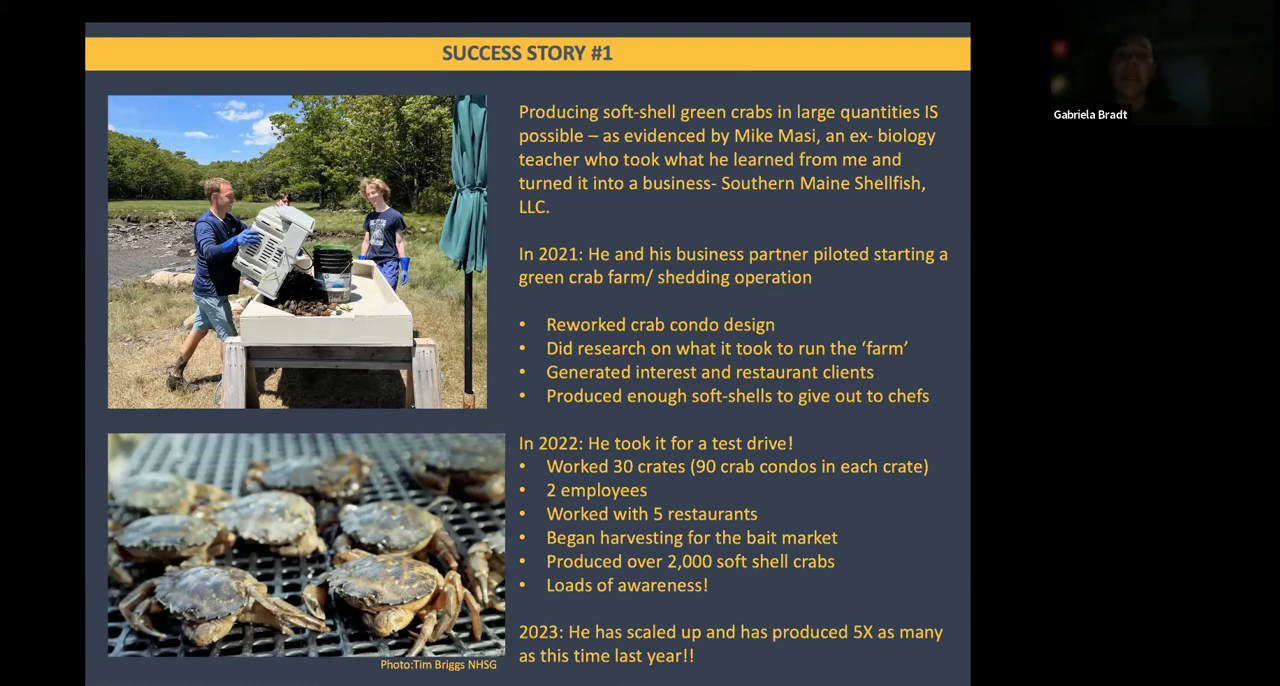 SUCCESS STORY #1
Producing soft-shell green crabs in large quantities IS
possible – as evidenced by Mike Masi, an ex- biology
teacher who took what he learned from me and
turned it into a business- Southern Maine Shellfish,
LLC.
In 2021: He and his business partner piloted starting a
green crab farm/ shedding operation
• Reworked crab condo design
• Did research on what it took to run the ‘farm’
• Generated interest and restaurant clients
• Produced enough soft-shells to give out to chefs
In 2022: He took it for a test drive!
• Worked 30 crates (90 crab condos in each crate)
• 2 employees
• Worked with 5 restaurants
• Began harvesting for the bait market
• Produced over 2,000 soft shell crabs
• Loads of awareness!
2023: He has scaled up and has produced 5X as many
as this time last year!!
Photo:Tim Briggs NHSG
Gabriela Bradt